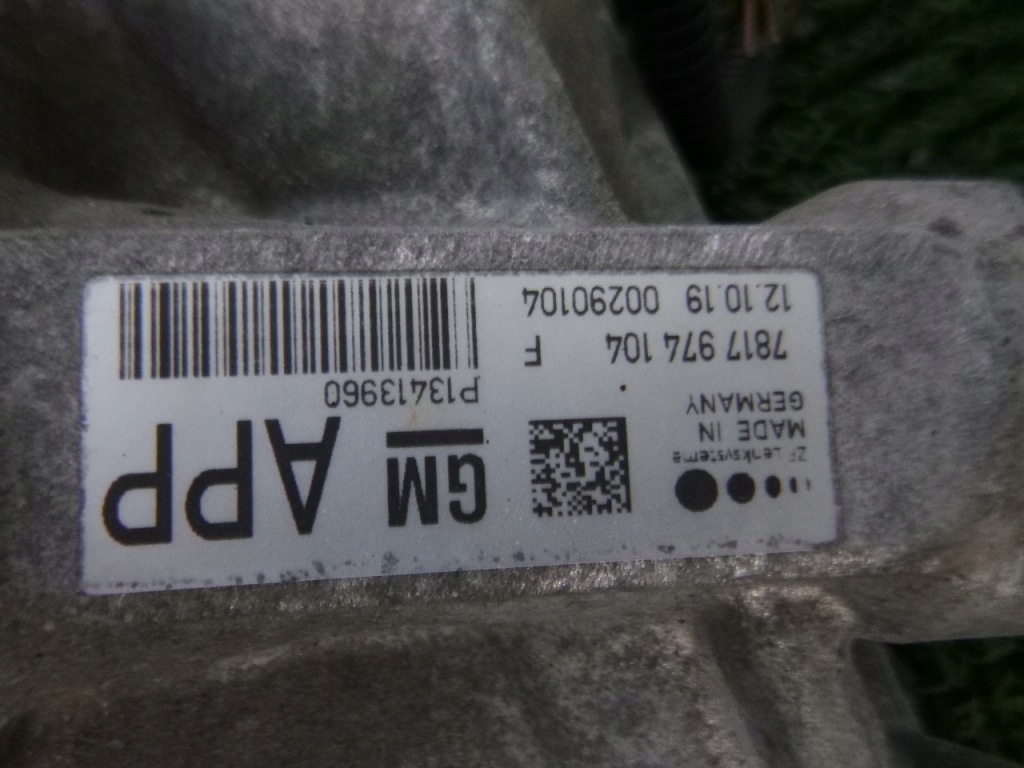 ZF Lenksysteme
MADE IN
GERMANY
7817 974 104 F
12.10.19 00290104
GM APP
P13413960